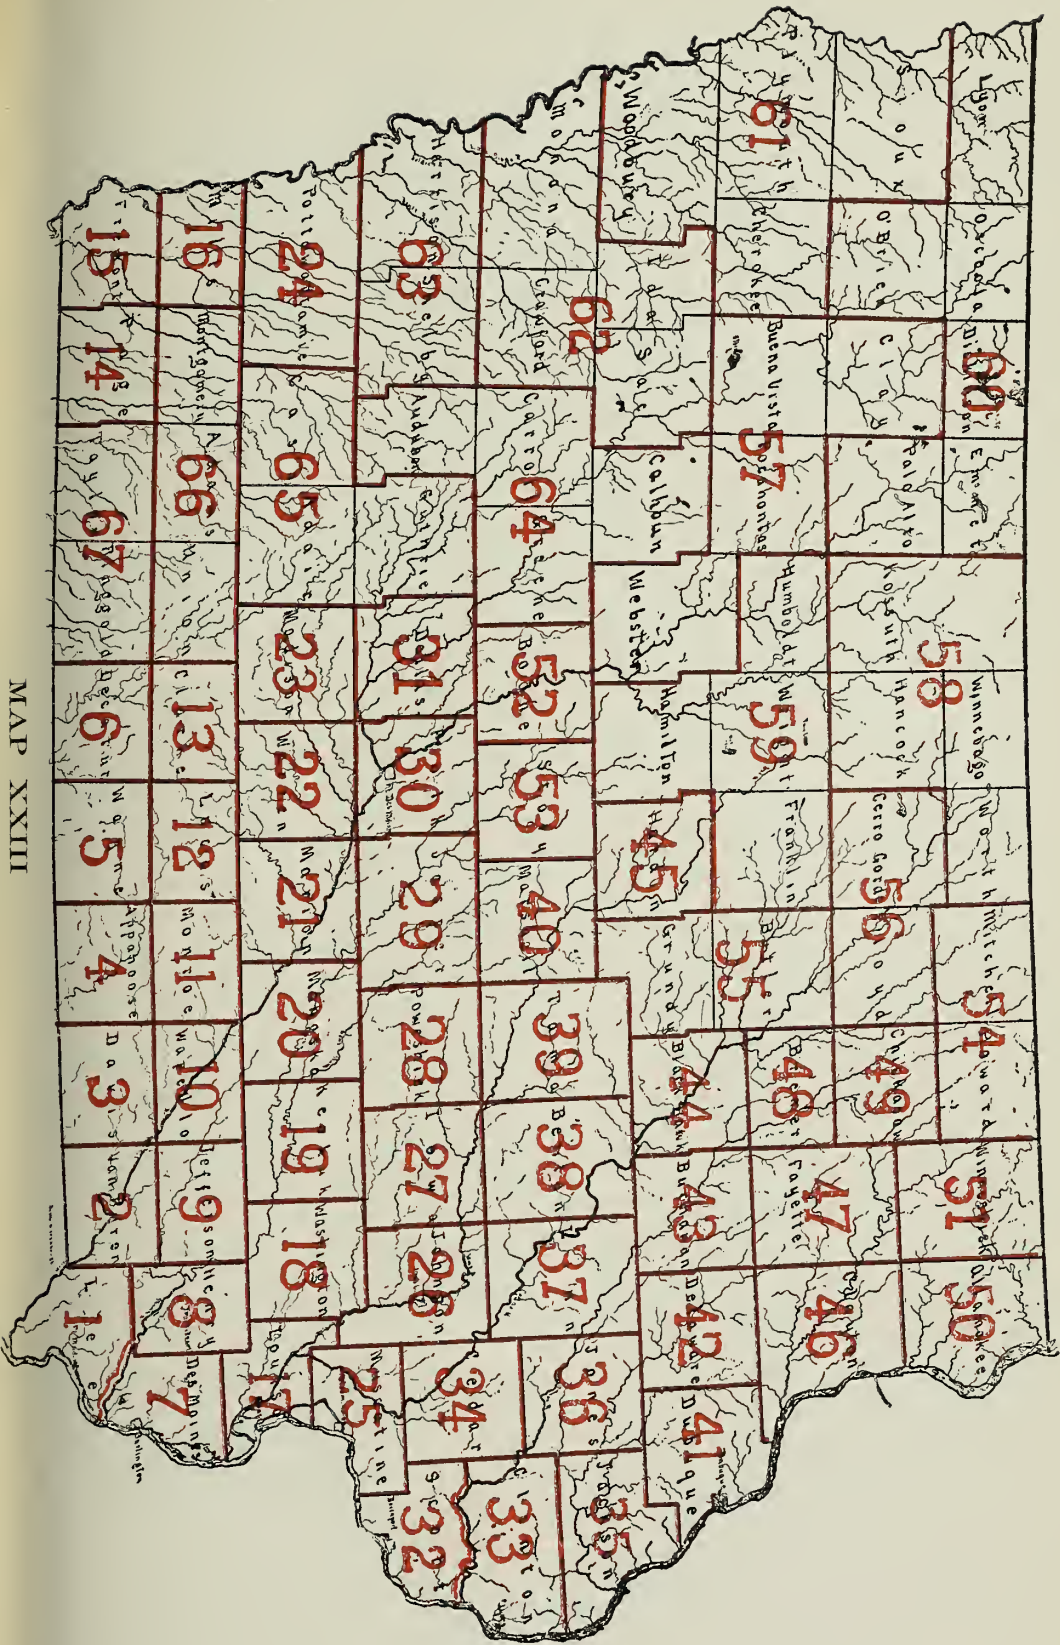 Lyon
Osceola
Dickinson
60
Emmet
Winnebago
Worth
Mitchell
54
Howard
Winneshiek
51
Allamakee
50
Sioux
O'Brien
Clay
Palo Alto
Kossuth
58
Hancock
Cerro Gordo
56
Floyd
Chickasaw
49
Plymouth
61
Cherokee
Buena Vista
57
Pocahontas
Humboldt
Wright
59
Franklin
Butler
55
Bremer
48
Fayette
47
Clayton
46
Woodbury
Ida
Sac
Calhoun
Webster
Hamilton
Hardin
45
Grundy
Black Hawk
44
Buchanan
43
Delaware
42
Dubuque
41
Monona
Crawford
62
Carroll
64
Greene
Boone
52
Story
53
Marshall
40
Tama
39
Benton
38
Linn
37
Jones
36
Jackson
35
Harrison
63
Shelby
Audubon
Guthrie
Dallas
31
Polk
30
Jasper
29
Poweshiek
28
Iowa
27
Johnson
26
Cedar
34
Clinton
33
Scott
32
Pottawattamie
24
Cass
65
Adair
Madison
23
Warren
22
Marion
21
Mahaska
20
Keokuk
19
Washington
18
Louisa
17
Muscatine
25
Mills
16
Montgomery
Adams
66
Union
Clarke
13
Lucas
12
Monroe
11
Wapello
10
Jefferson
9
Henry
8
Des Moines
7
Burlington
Fremont
15
Page
14
Taylor
67
Ringgold
Decatur
6
Wayne
5
Appanoose
4
Davis
3
Van Buren
2
Lee
1
MAP XXIII